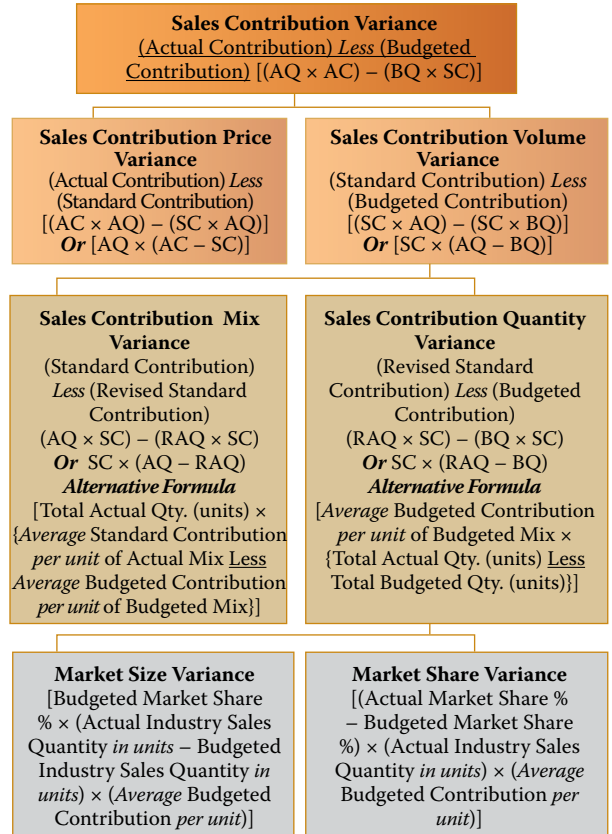 Sales Contribution Variance
(Actual Contribution) Less (Budgeted
Contribution) [(AQ × AC) – (BQ × SC)]
Sales Contribution Price
Variance
(Actual Contribution) Less
(Standard Contribution)
[(AC × AQ) – (SC × AQ)]
Or [AQ × (AC – SC)]
Sales Contribution Volume
Variance
(Standard Contribution) Less
(Budgeted Contribution)
[(SC × AQ) – (SC × BQ)]
Or [SC × (AQ – BQ)]
Sales Contribution Mix
Variance
(Standard Contribution)
Less (Revised Standard
Contribution)
(AQ × SC) – (RAQ × SC)
Or SC × (AQ – RAQ)
Alternative Formula
[Total Actual Qty. (units) ×
{Average Standard Contribution
per unit of Actual Mix Less
Average Budgeted Contribution
per unit of Budgeted Mix}]
Sales Contribution Quantity
Variance
(Revised Standard
Contribution) Less (Budgeted
Contribution)
(RAQ × SC) – (BQ × SC)
Or SC × (RAQ – BQ)
Alternative Formula
[Average Budgeted Contribution
per unit of Budgeted Mix ×
{Total Actual Qty. (units) Less
Total Budgeted Qty. (units)}]
Market Size Variance
[Budgeted Market Share
% × (Actual Industry Sales
Quantity in units – Budgeted
Industry Sales Quantity in
units) × (Average Budgeted
Contribution per unit)]
Market Share Variance
[(Actual Market Share %
– Budgeted Market Share
%) × (Actual Industry Sales
Quantity in units) × (Average
Budgeted Contribution per
unit)]